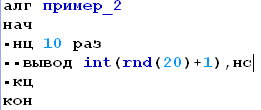 алг пример_2
нач
·нц 10 раз
··вывод int(rnd(20)+1),нс
·кц
кон